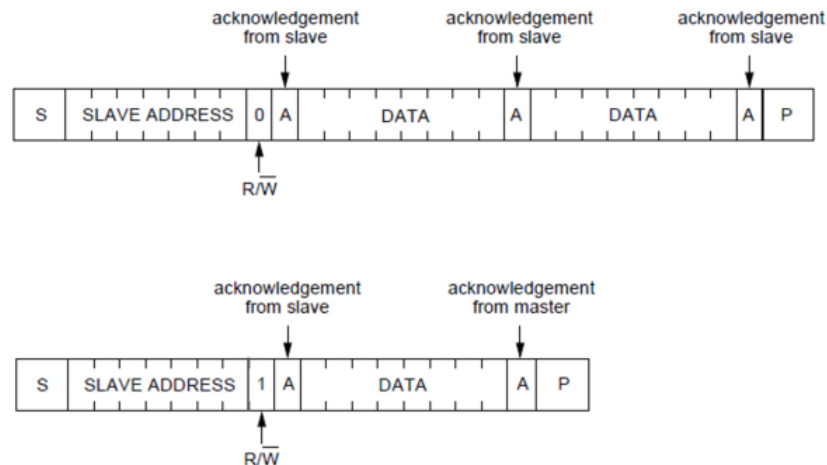 acknowledgement acknowledgement acknowledgement
from slave from slave from slave
S SLAVE ADDRESS 0 A DATA A DATA A P
R/W̅
acknowledgement acknowledgement
from slave from master
S SLAVE ADDRESS 1 A DATA A P
R/W̅